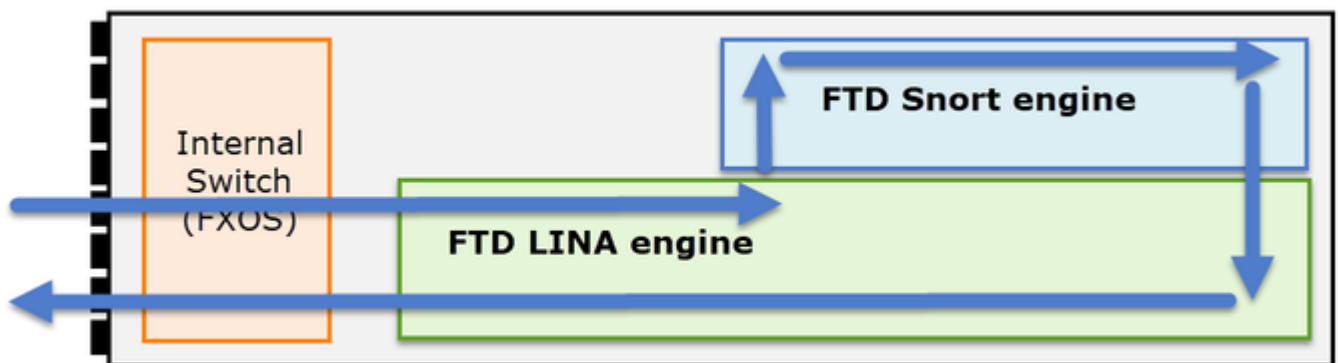 Internal
Switch
(FXOS)
FTD Snort engine
FTD LINA engine